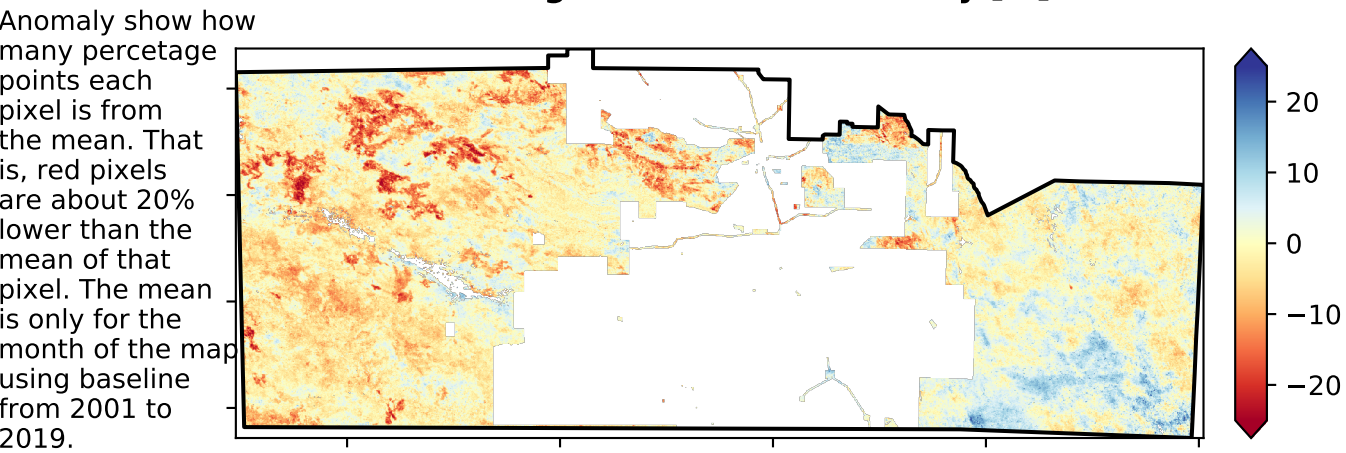 Anomaly show how
many percetage
points each
pixel is from
the mean. That
is, red pixels
are about 20%
lower than the
mean of that
pixel. The mean
is only for the
month of the map
using baseline
from 2001 to
2019.
20
10
0
−10
−20